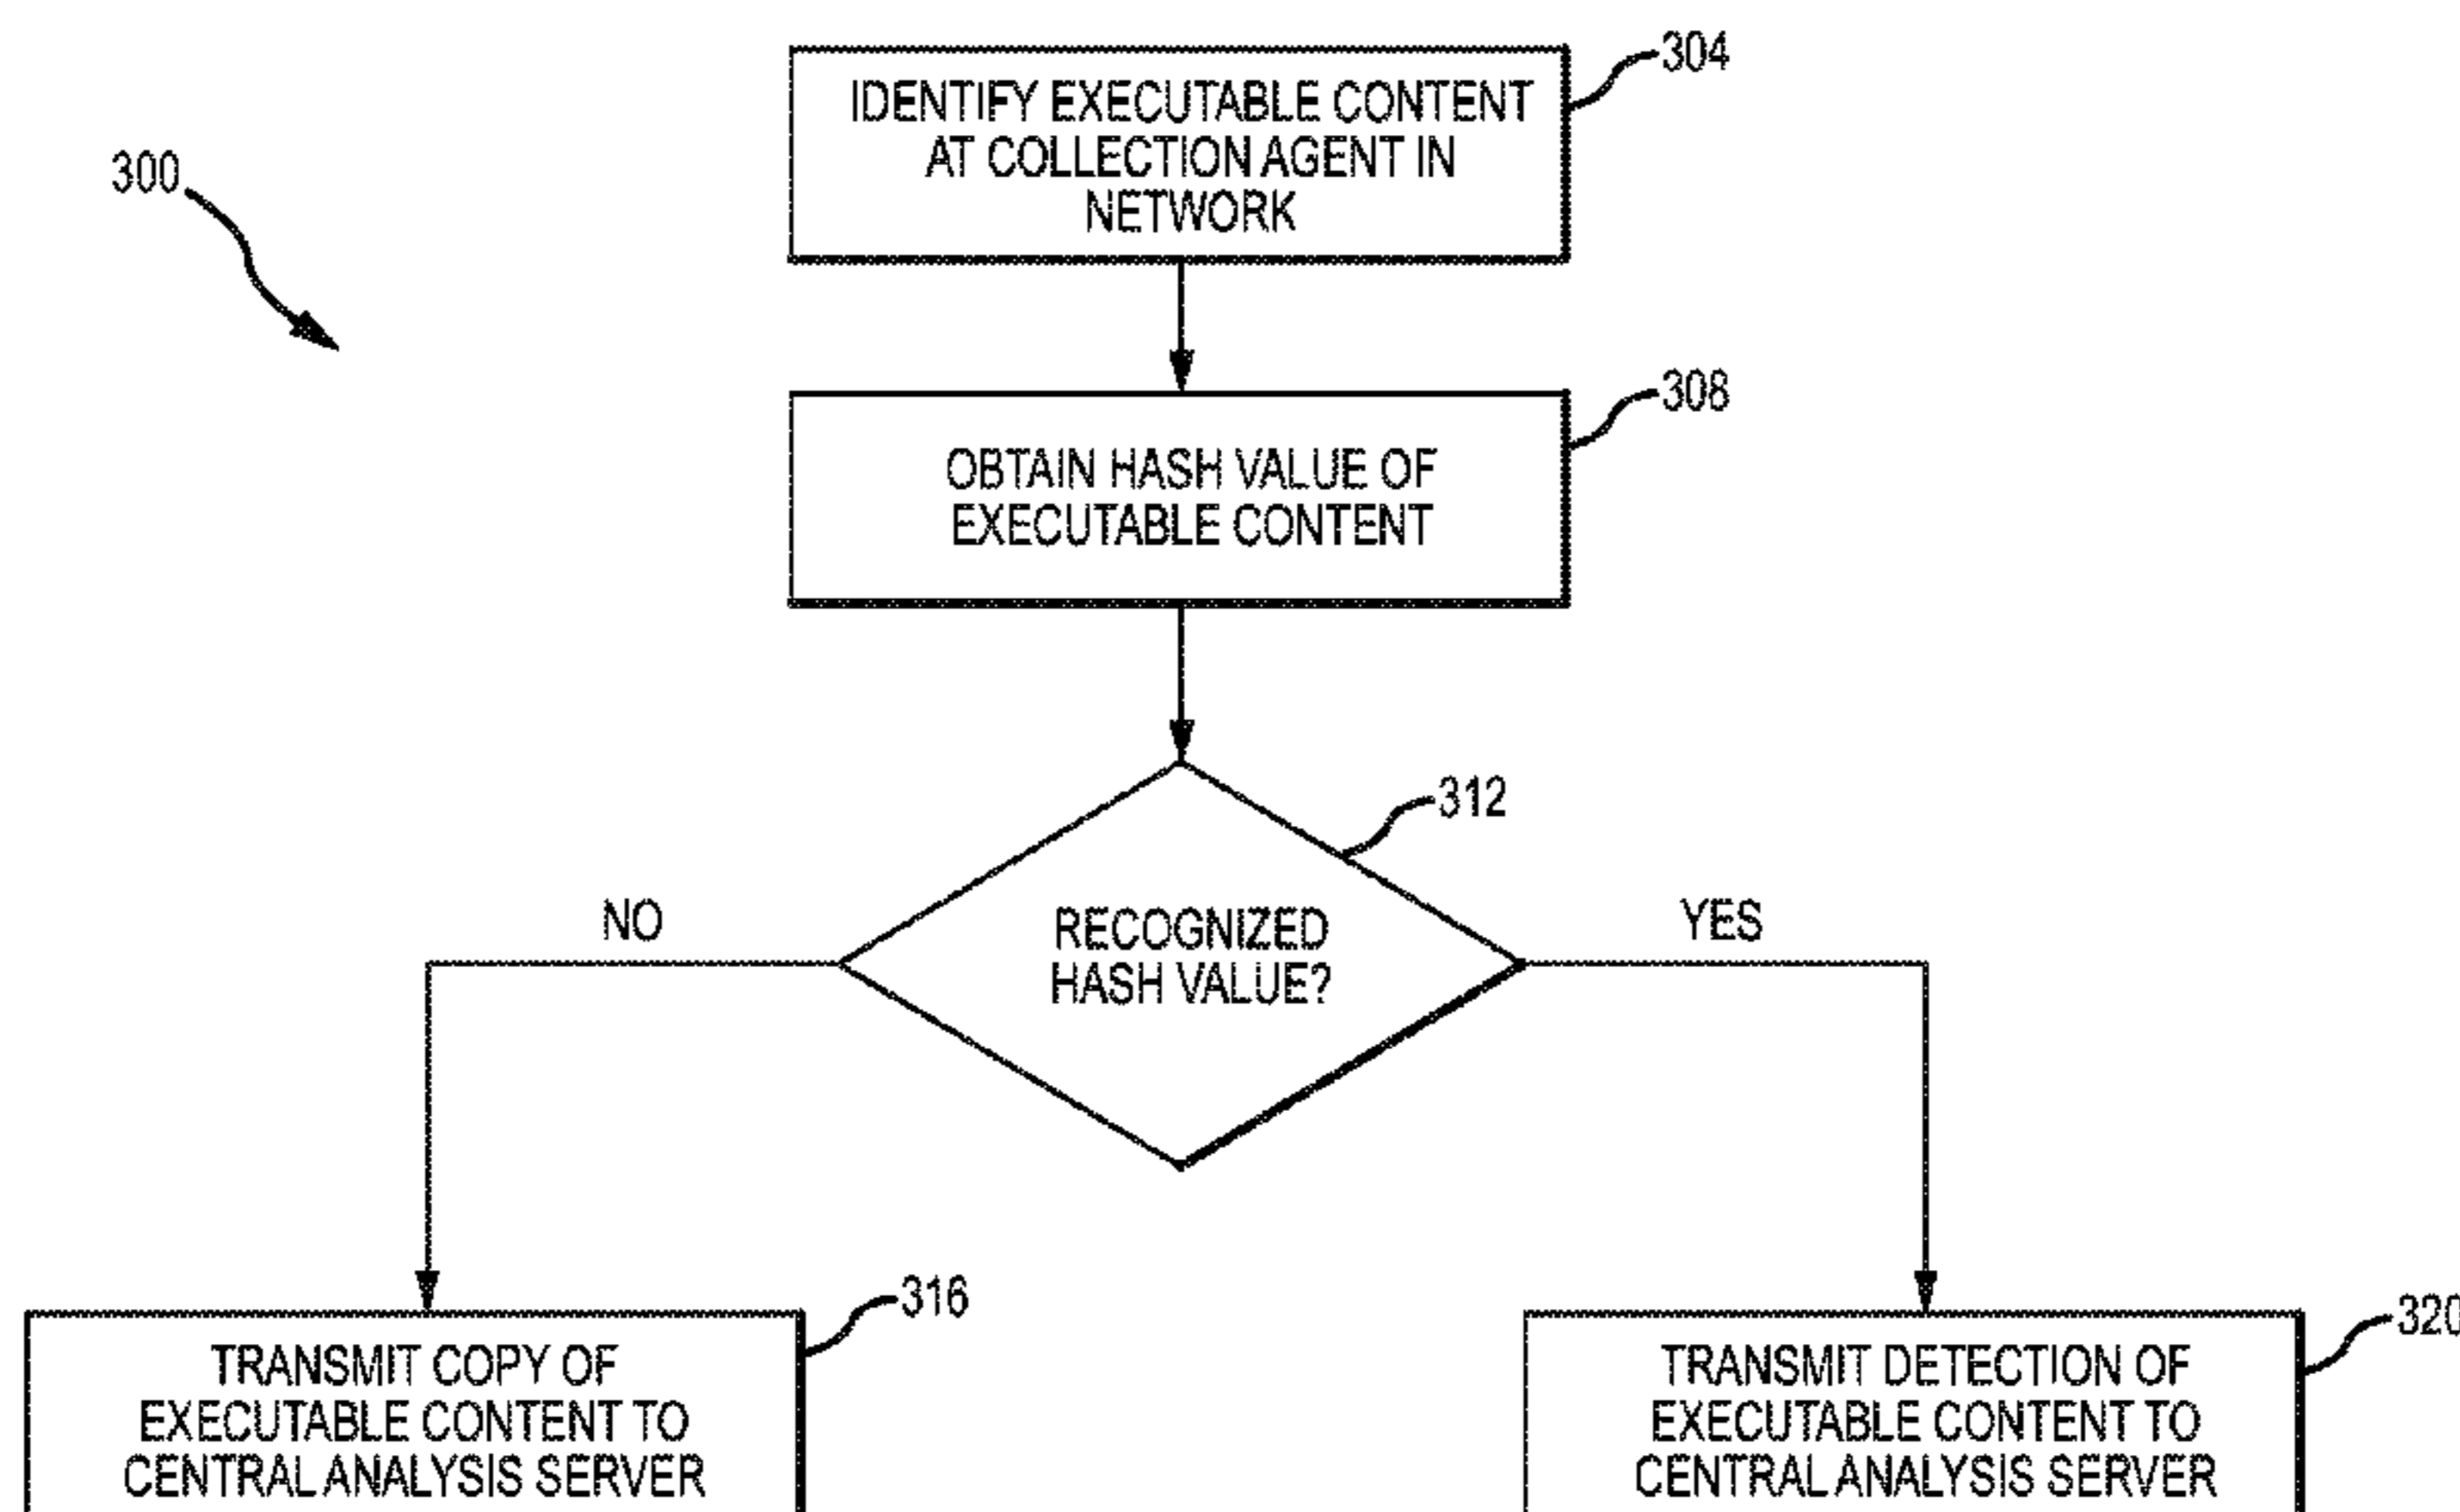 304
IDENTIFY EXECUTABLE CONTENT
AT COLLECTION AGENT IN
NETWORK
300
308
OBTAIN HASH VALUE OF
EXECUTABLE CONTENT
312
NO
RECOGNIZED
HASH VALUE?
YES
316
TRANSMIT COPY OF
EXECUTABLE CONTENT TO
CENTRAL ANALYSIS SERVER
320
TRANSMIT DETECTION OF
EXECUTABLE CONTENT TO
CENTRAL ANALYSIS SERVER